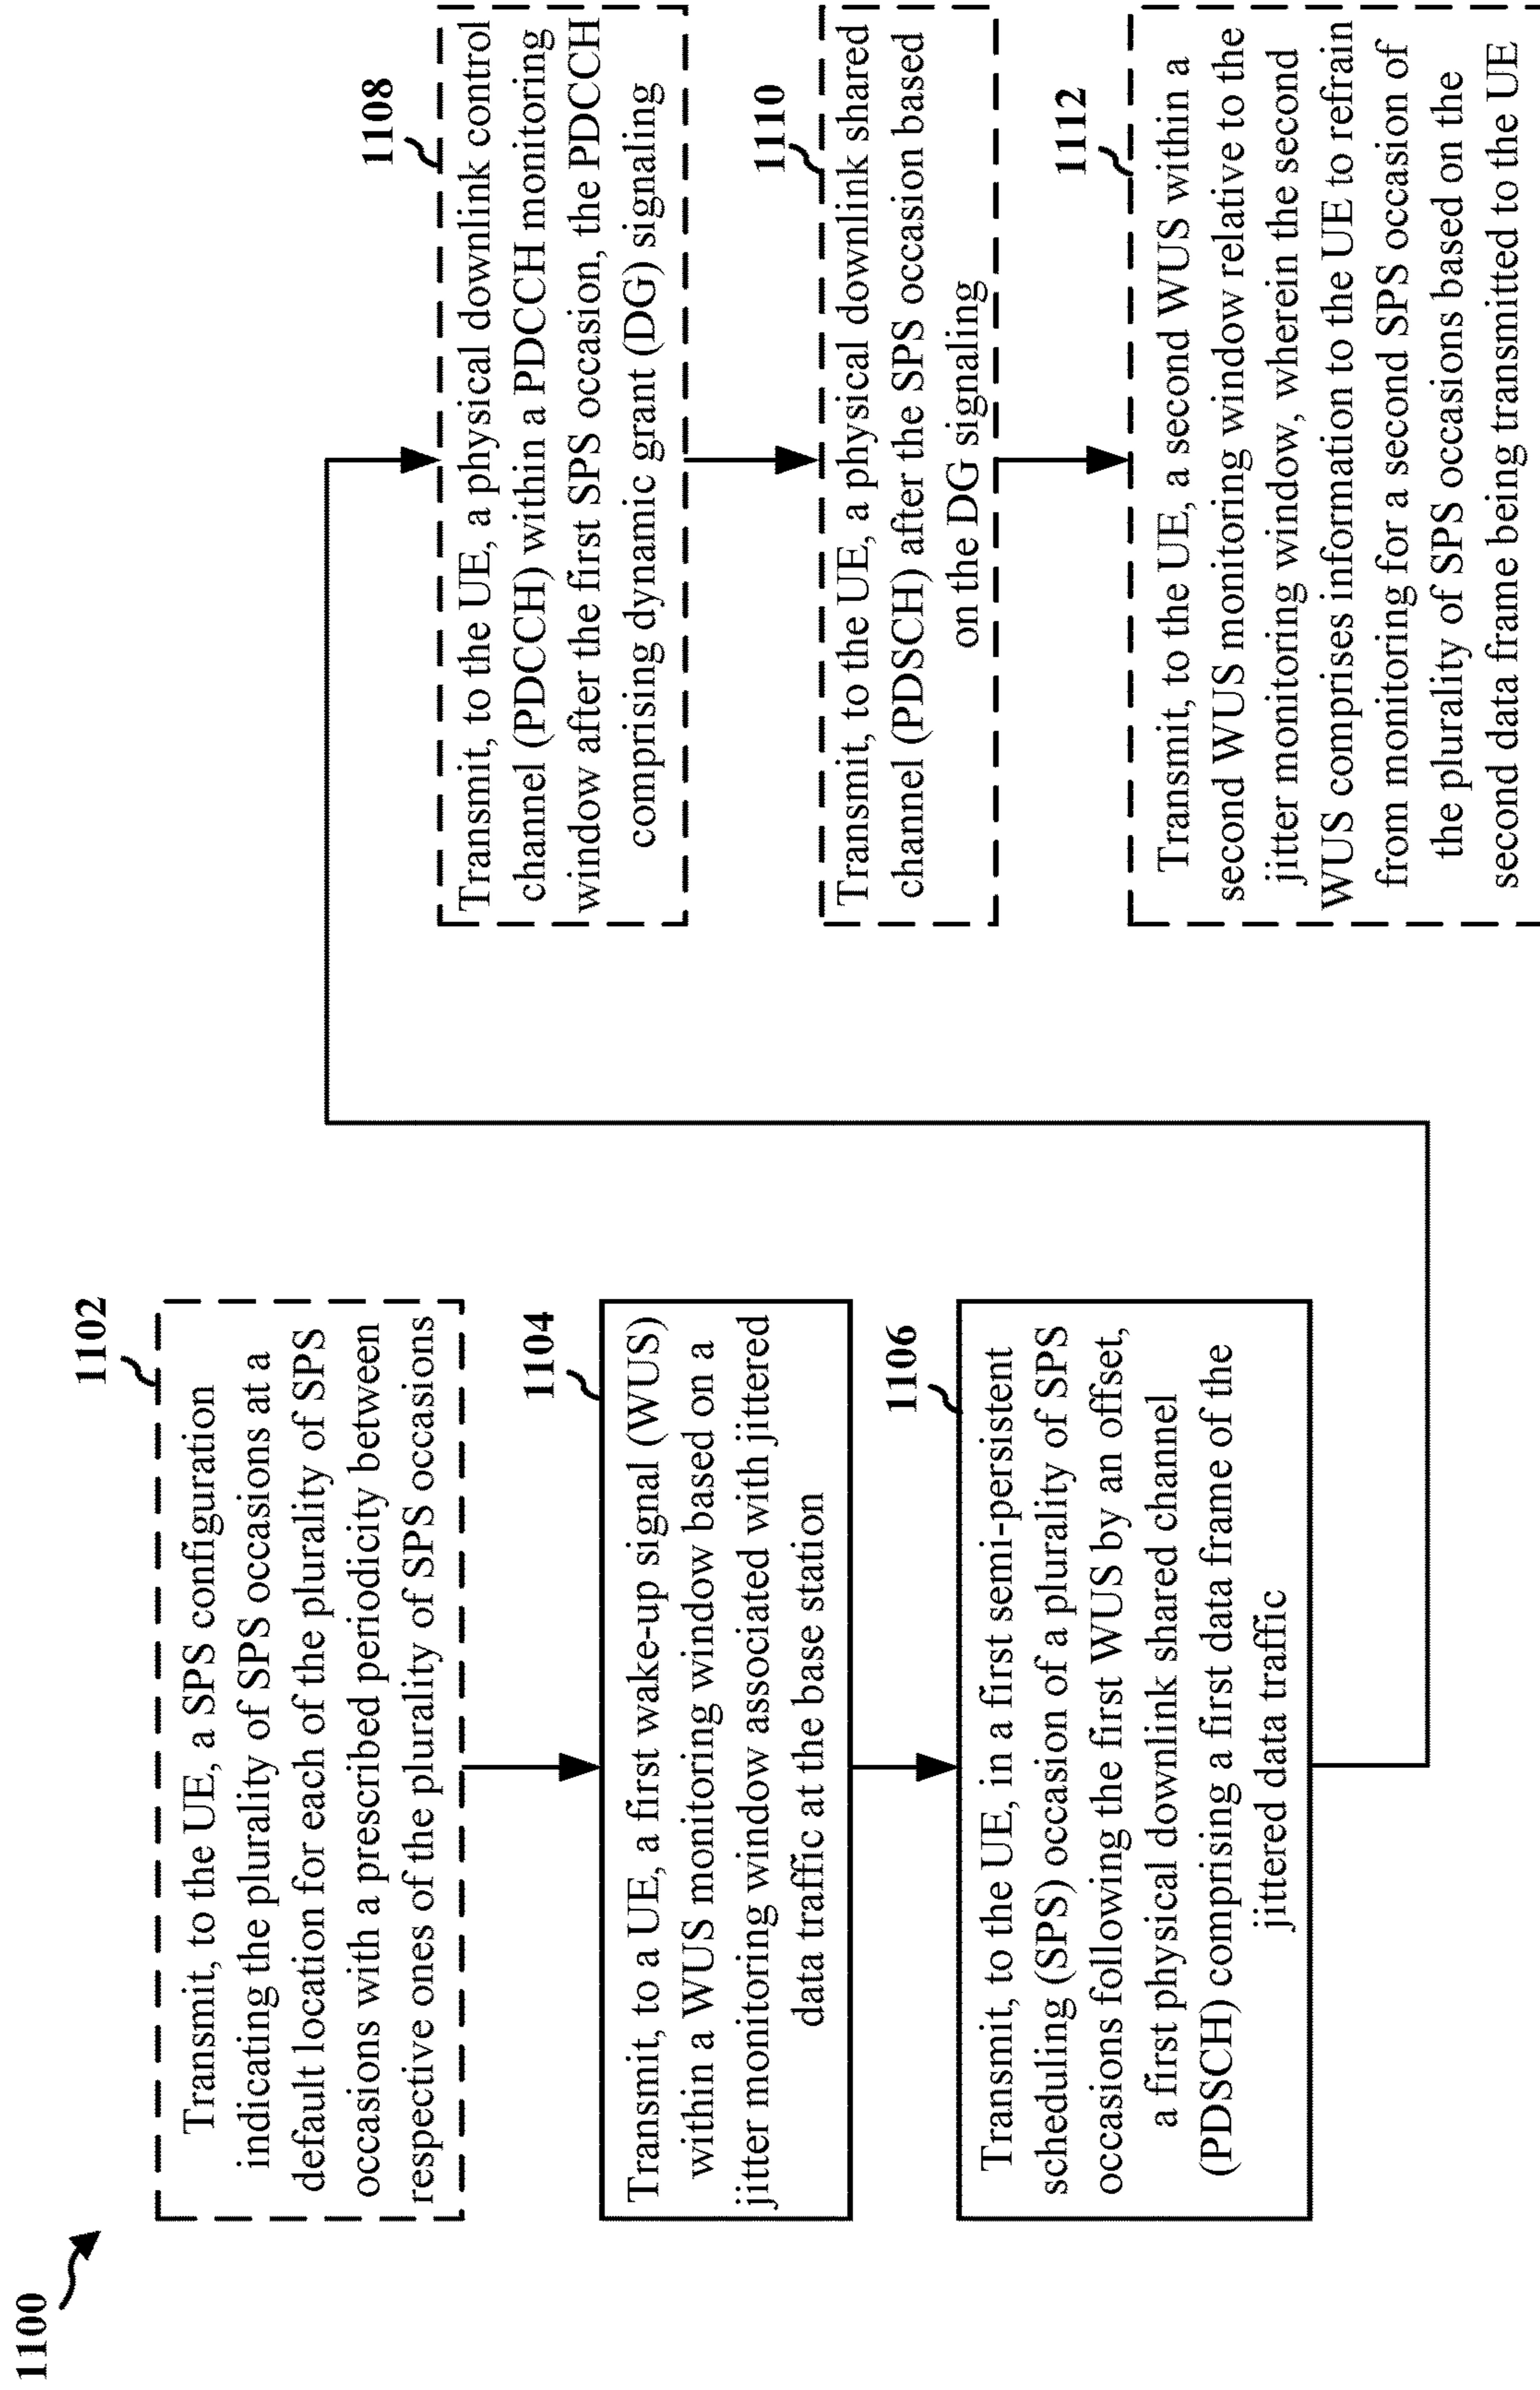 1100
1102
Transmit, to the UE, a SPS configuration
indicating the plurality of SPS occasions at a
default location for each of the plurality of SPS
occasions with a prescribed periodicity between
respective ones of the plurality of SPS occasions
1104
Transmit, to a UE, a first wake-up signal (WUS)
within a WUS monitoring window based on a
jitter monitoring window associated with jittered
data traffic at the base station
1106
Transmit, to the UE, in a first semi-persistent
scheduling (SPS) occasion of a plurality of SPS
occasions following the first WUS by an offset,
a first physical downlink shared channel
(PDSCH) comprising a first data frame of the
jittered data traffic
1108
Transmit, to the UE, a physical downlink control
channel (PDCCH) within a PDCCH monitoring
window after the first SPS occasion, the PDCCH
comprising dynamic grant (DG) signaling
1110
Transmit, to the UE, a physical downlink shared
channel (PDSCH) after the SPS occasion based
on the DG signaling
1112
Transmit, to the UE, a second WUS within a
second WUS monitoring window relative to the
jitter monitoring window, wherein the second
WUS comprises information to the UE to refrain
from monitoring for a second SPS occasion of
the plurality of SPS occasions based on the
second data frame being transmitted to the UE